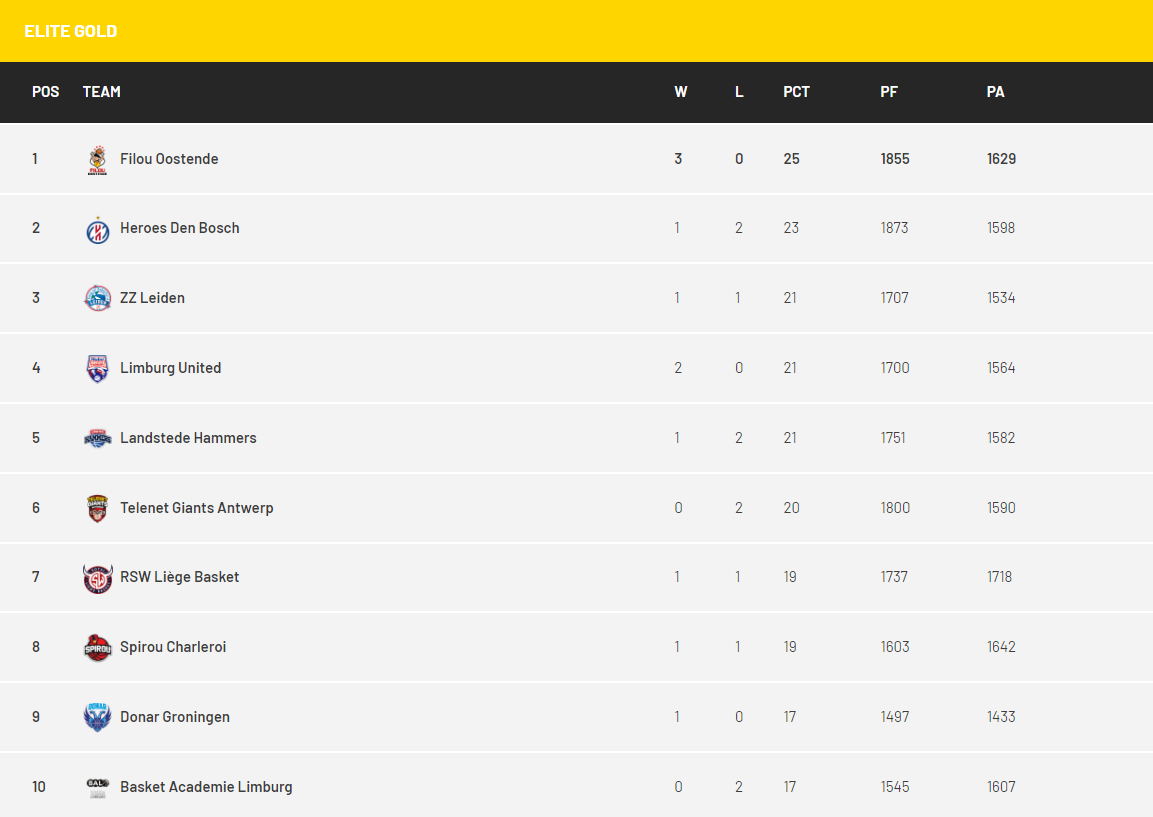 ELITE GOLD
POS TEAM W L PCT PF PA
1 Filou Oostende 3 0 25 1855 1629
2 Heroes Den Bosch 1 2 23 1873 1598
3 ZZ Leiden 1 1 21 1707 1534
4 Limburg United 2 0 21 1700 1564
5 Landstede Hammers 1 2 21 1751 1582
6 Telenet Giants Antwerp 0 2 20 1800 1590
7 RSW Liège Basket 1 1 19 1737 1718
8 SPIROU Spirou Charleroi 1 1 19 1603 1642
9 DONAR Donar Groningen 1 0 17 1497 1433
10 BAL Basket Academie Limburg 0 2 17 1545 1607